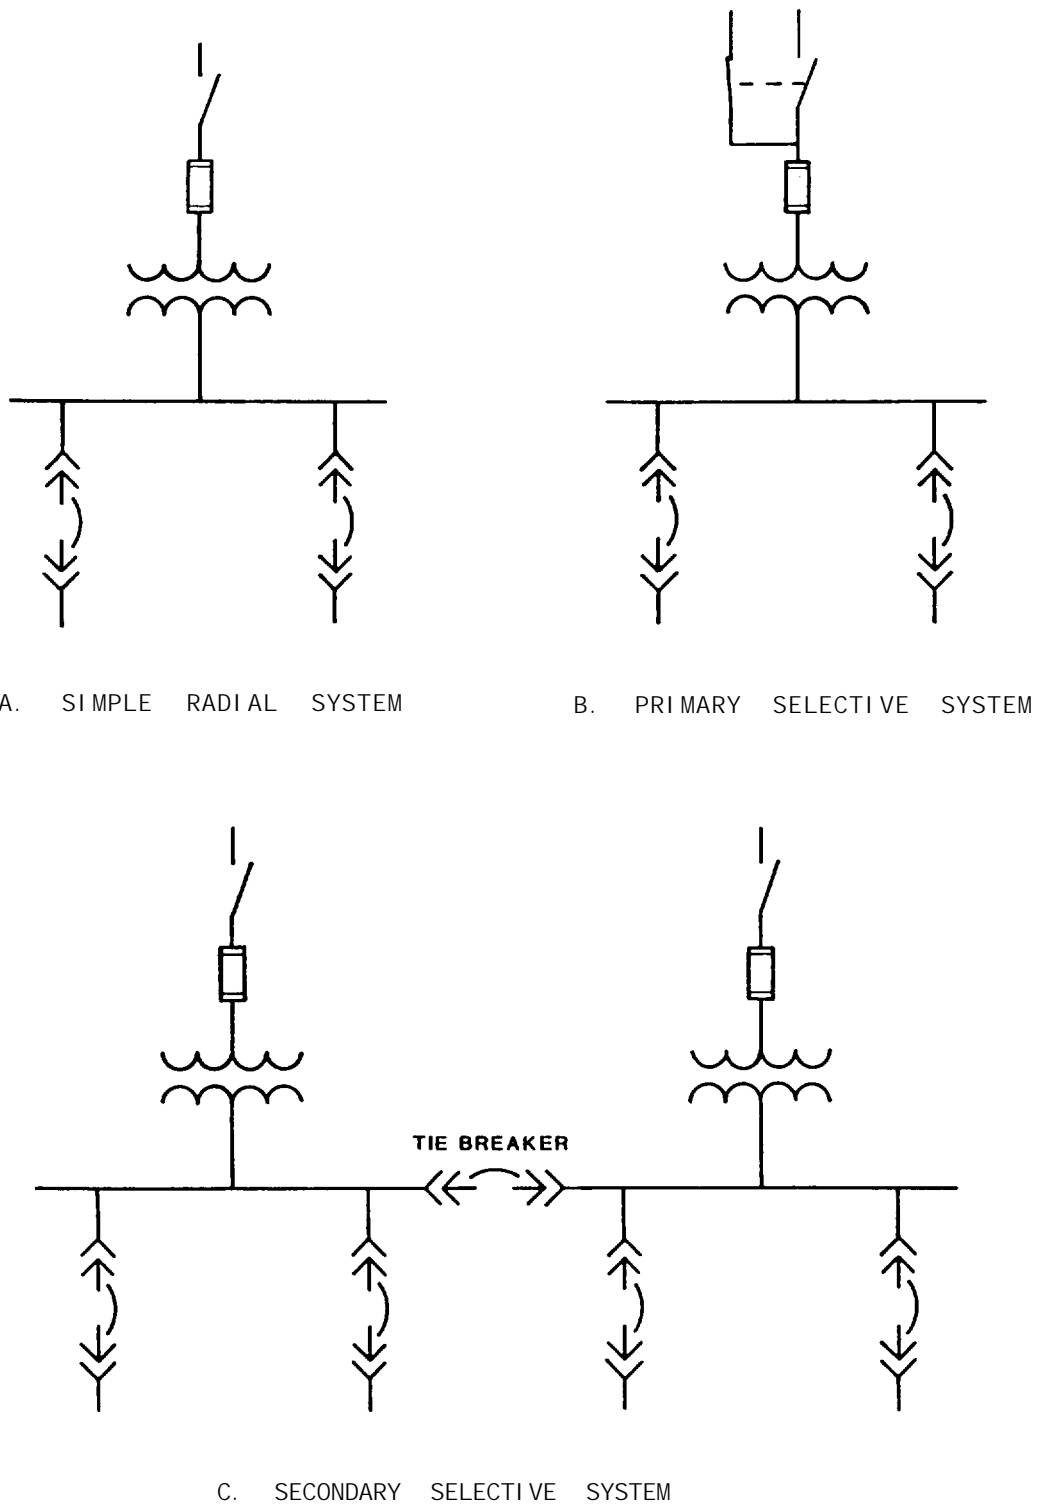 A. SIMPLE RADIAL SYSTEM
B. PRIMARY SELECTIVE SYSTEM
TIE BREAKER
C. SECONDARY SELECTIVE SYSTEM